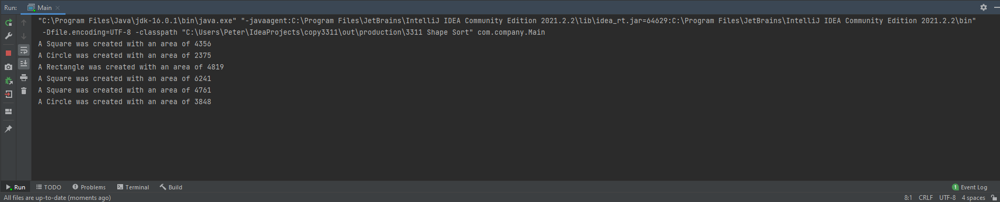 Run: Main
"C:\Program Files\Java\jdk-16.0.1\bin\java.exe" "-javaagent:C:\Program Files\JetBrains\IntelliJ IDEA Community Edition 2021.2.2\lib\idea_rt.jar=64629:C:\Program Files\JetBrains\IntelliJ IDEA Community Edition 2021.2.2\bin"
-Dfile.encoding=UTF-8 -classpath "C:\Users\Peter\IdeaProjects\copy3311\out\production\3311 Shape Sort" com.company.Main
A Square was created with an area of 4356
A Circle was created with an area of 2375
A Rectangle was created with an area of 4819
A Square was created with an area of 6241
A Square was created with an area of 4761
A Circle was created with an area of 3848
Run TODO Problems Terminal Build 1 Event Log
All files are up-to-date (moments ago) 8:1 CRLF UTF-8 4 spaces